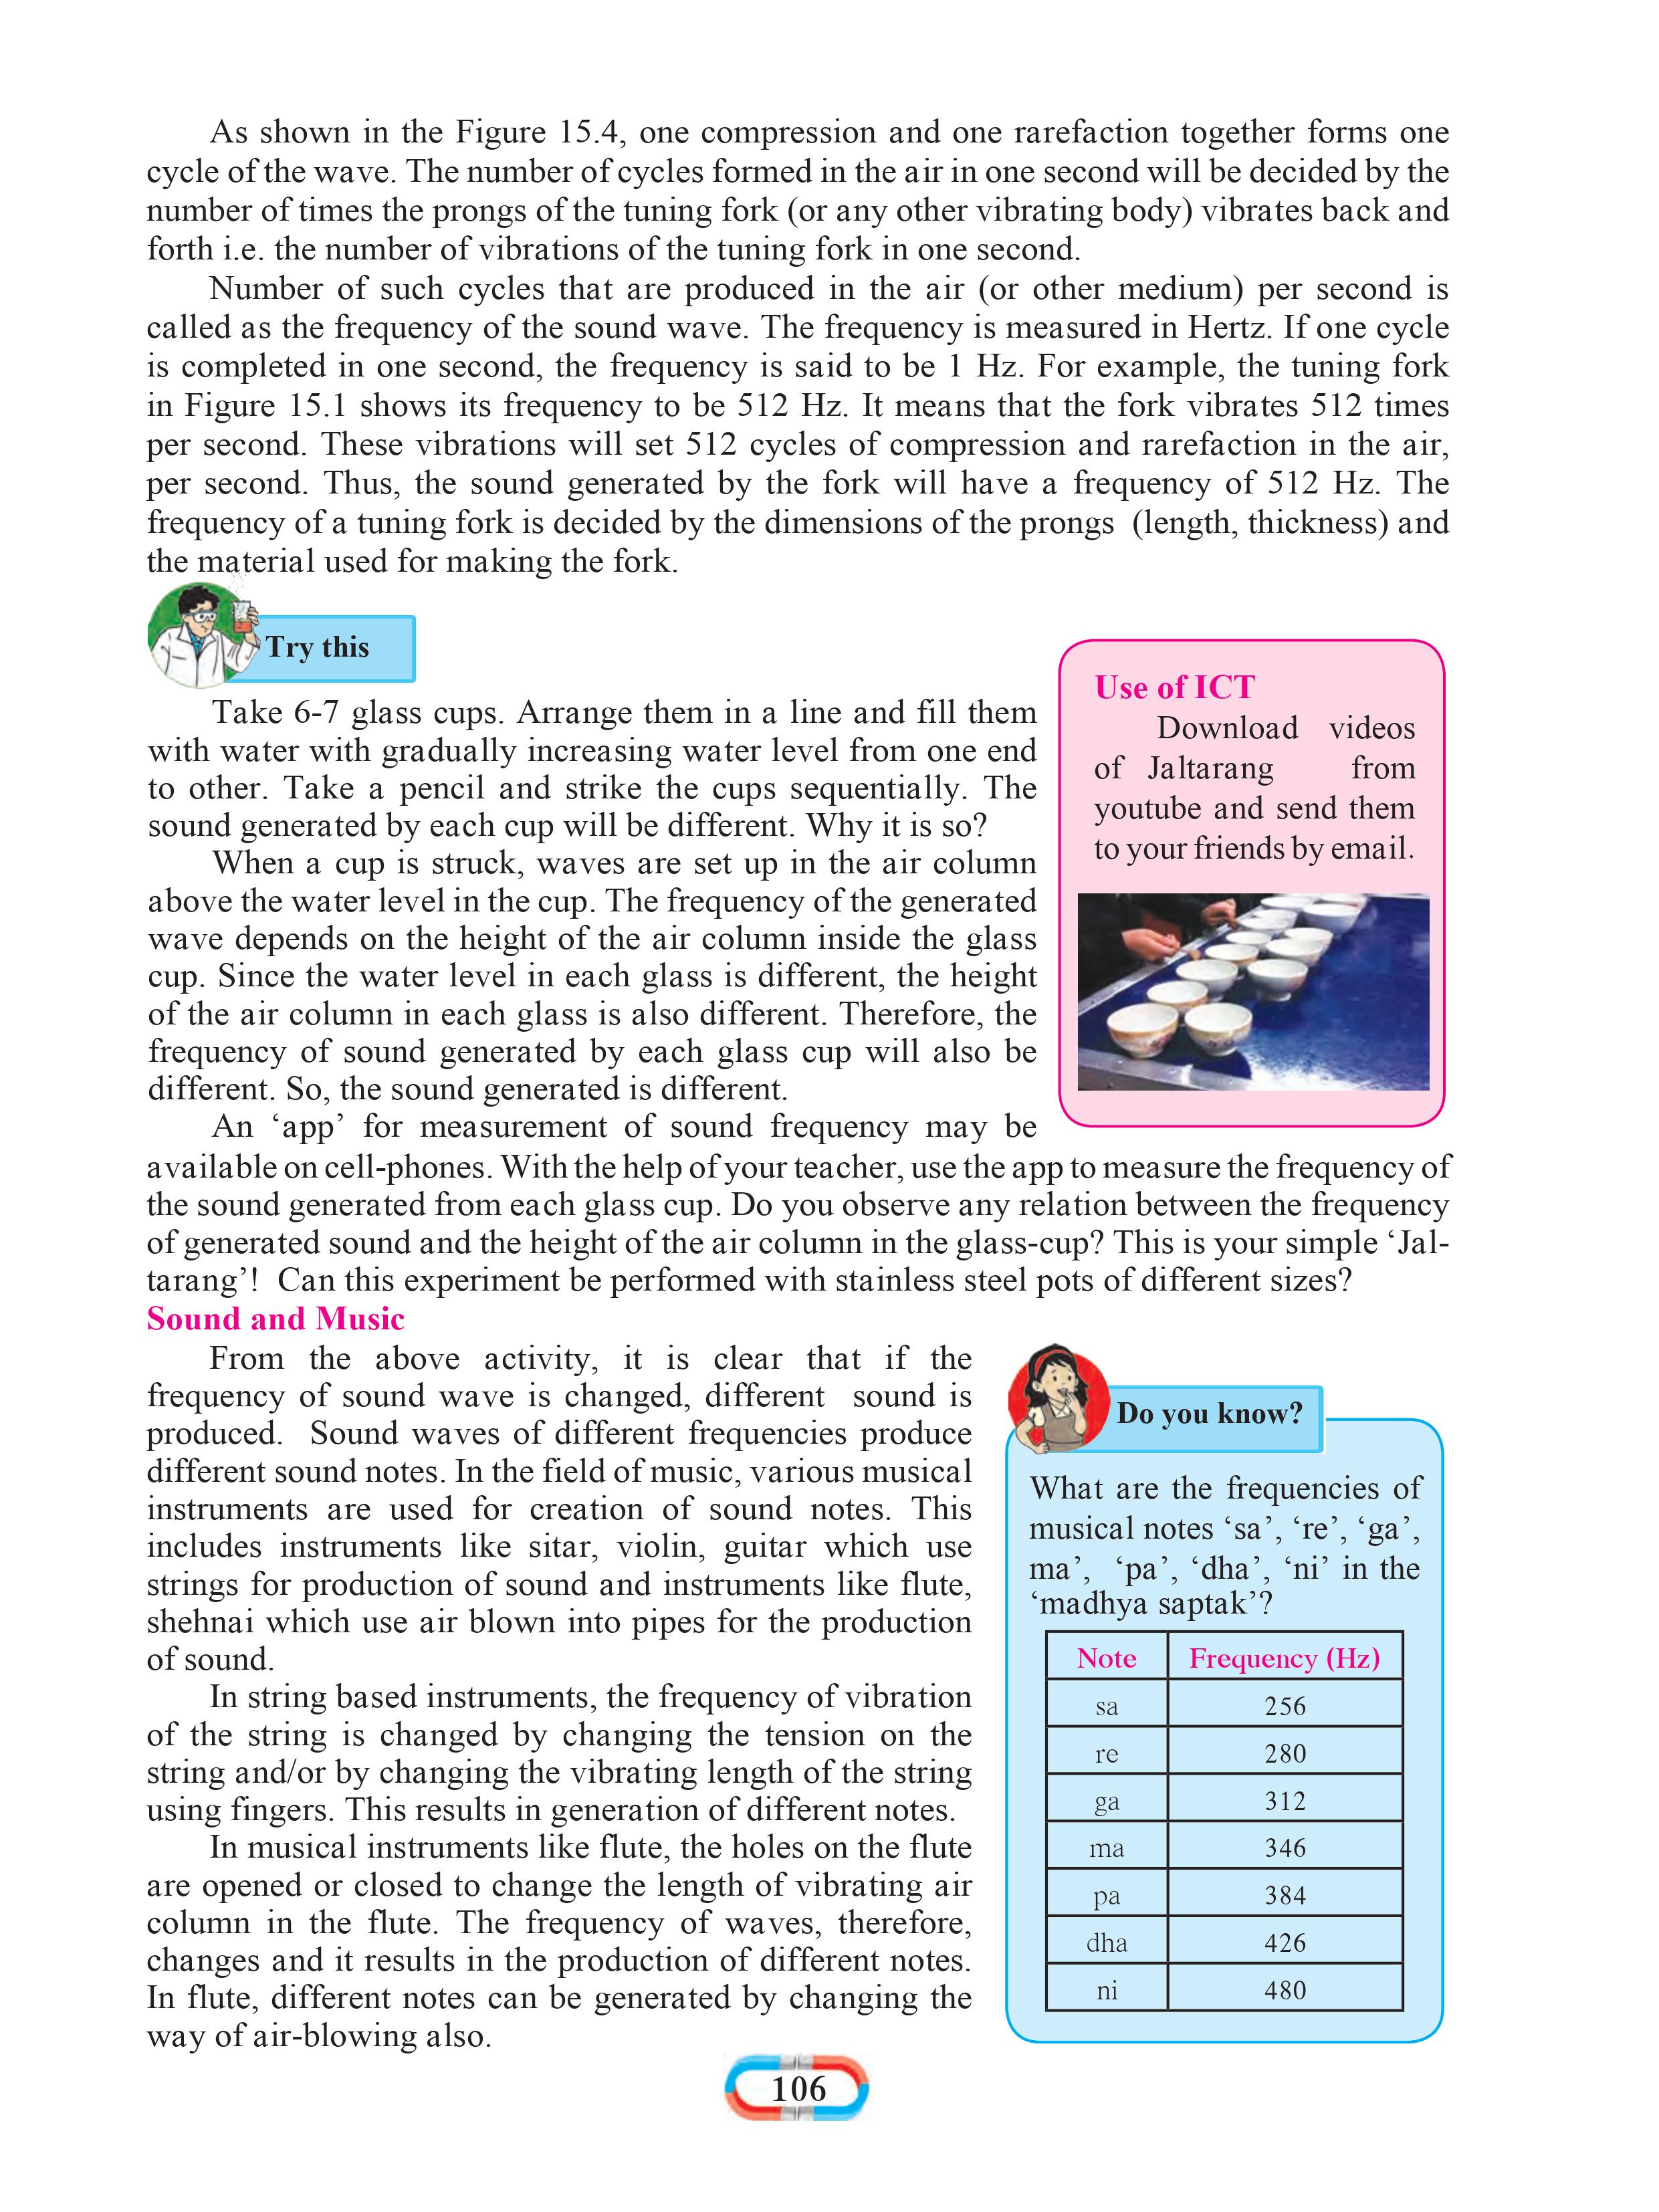 As shown in the Figure 15.4, one compression and one rarefaction together forms one
cycle of the wave. The number of cycles formed in the air in one second will be decided by the
number of times the prongs of the tuning fork (or any other vibrating body) vibrates back and
forth i.e. the number of vibrations of the tuning fork in one second.
Number of such cycles that are produced in the air (or other medium) per second is
called as the frequency of the sound wave. The frequency is measured in Hertz. If one cycle
is completed in one second, the frequency is said to be 1 Hz. For example, the tuning fork
in Figure 15.1 shows its frequency to be 512 Hz. It means that the fork vibrates 512 times
per second. These vibrations will set 512 cycles of compression and rarefaction in the air,
per second. Thus, the sound generated by the fork will have a frequency of 512 Hz. The
frequency of a tuning fork is decided by the dimensions of the prongs (length, thickness) and
the material used for making the fork.
Try this
Take 6-7 glass cups. Arrange them in a line and fill them
with water with gradually increasing water level from one end
to other. Take a pencil and strike the cups sequentially. The
sound generated by each cup will be different. Why it is so?
When a cup is struck, waves are set up in the air column
above the water level in the cup. The frequency of the generated
wave depends on the height of the air column inside the glass
cup. Since the water level in each glass is different, the height
of the air column in each glass is also different. Therefore, the
frequency of sound generated by each glass cup will also be
different. So, the sound generated is different.
An ‘app’ for measurement of sound frequency may be
available on cell-phones. With the help of your teacher, use the app to measure the frequency of
the sound generated from each glass cup. Do you observe any relation between the frequency
of generated sound and the height of the air column in the glass-cup? This is your simple ‘Jal-
tarang’! Can this experiment be performed with stainless steel pots of different sizes?
Use of ICT
Download videos
of Jaltarang from
youtube and send them
to your friends by email.
Sound and Music
From the above activity, it is clear that if the
frequency of sound wave is changed, different sound is
produced. Sound waves of different frequencies produce
different sound notes. In the field of music, various musical
instruments are used for creation of sound notes. This
includes instruments like sitar, violin, guitar which use
strings for production of sound and instruments like flute,
shehnai which use air blown into pipes for the production
of sound.
In string based instruments, the frequency of vibration
of the string is changed by changing the tension on the
string and/or by changing the vibrating length of the string
using fingers. This results in generation of different notes.
In musical instruments like flute, the holes on the flute
are opened or closed to change the length of vibrating air
column in the flute. The frequency of waves, therefore,
changes and it results in the production of different notes.
In flute, different notes can be generated by changing the
way of air-blowing also.
Do you know?
What are the frequencies of
musical notes ‘sa’, ‘re’, ‘ga’,
ma’, ‘pa’, ‘dha’, ‘ni’ in the
‘madhya saptak’?
Note Frequency (Hz)
sa 256
re 280
ga 312
ma 346
pa 384
dha 426
ni 480
106